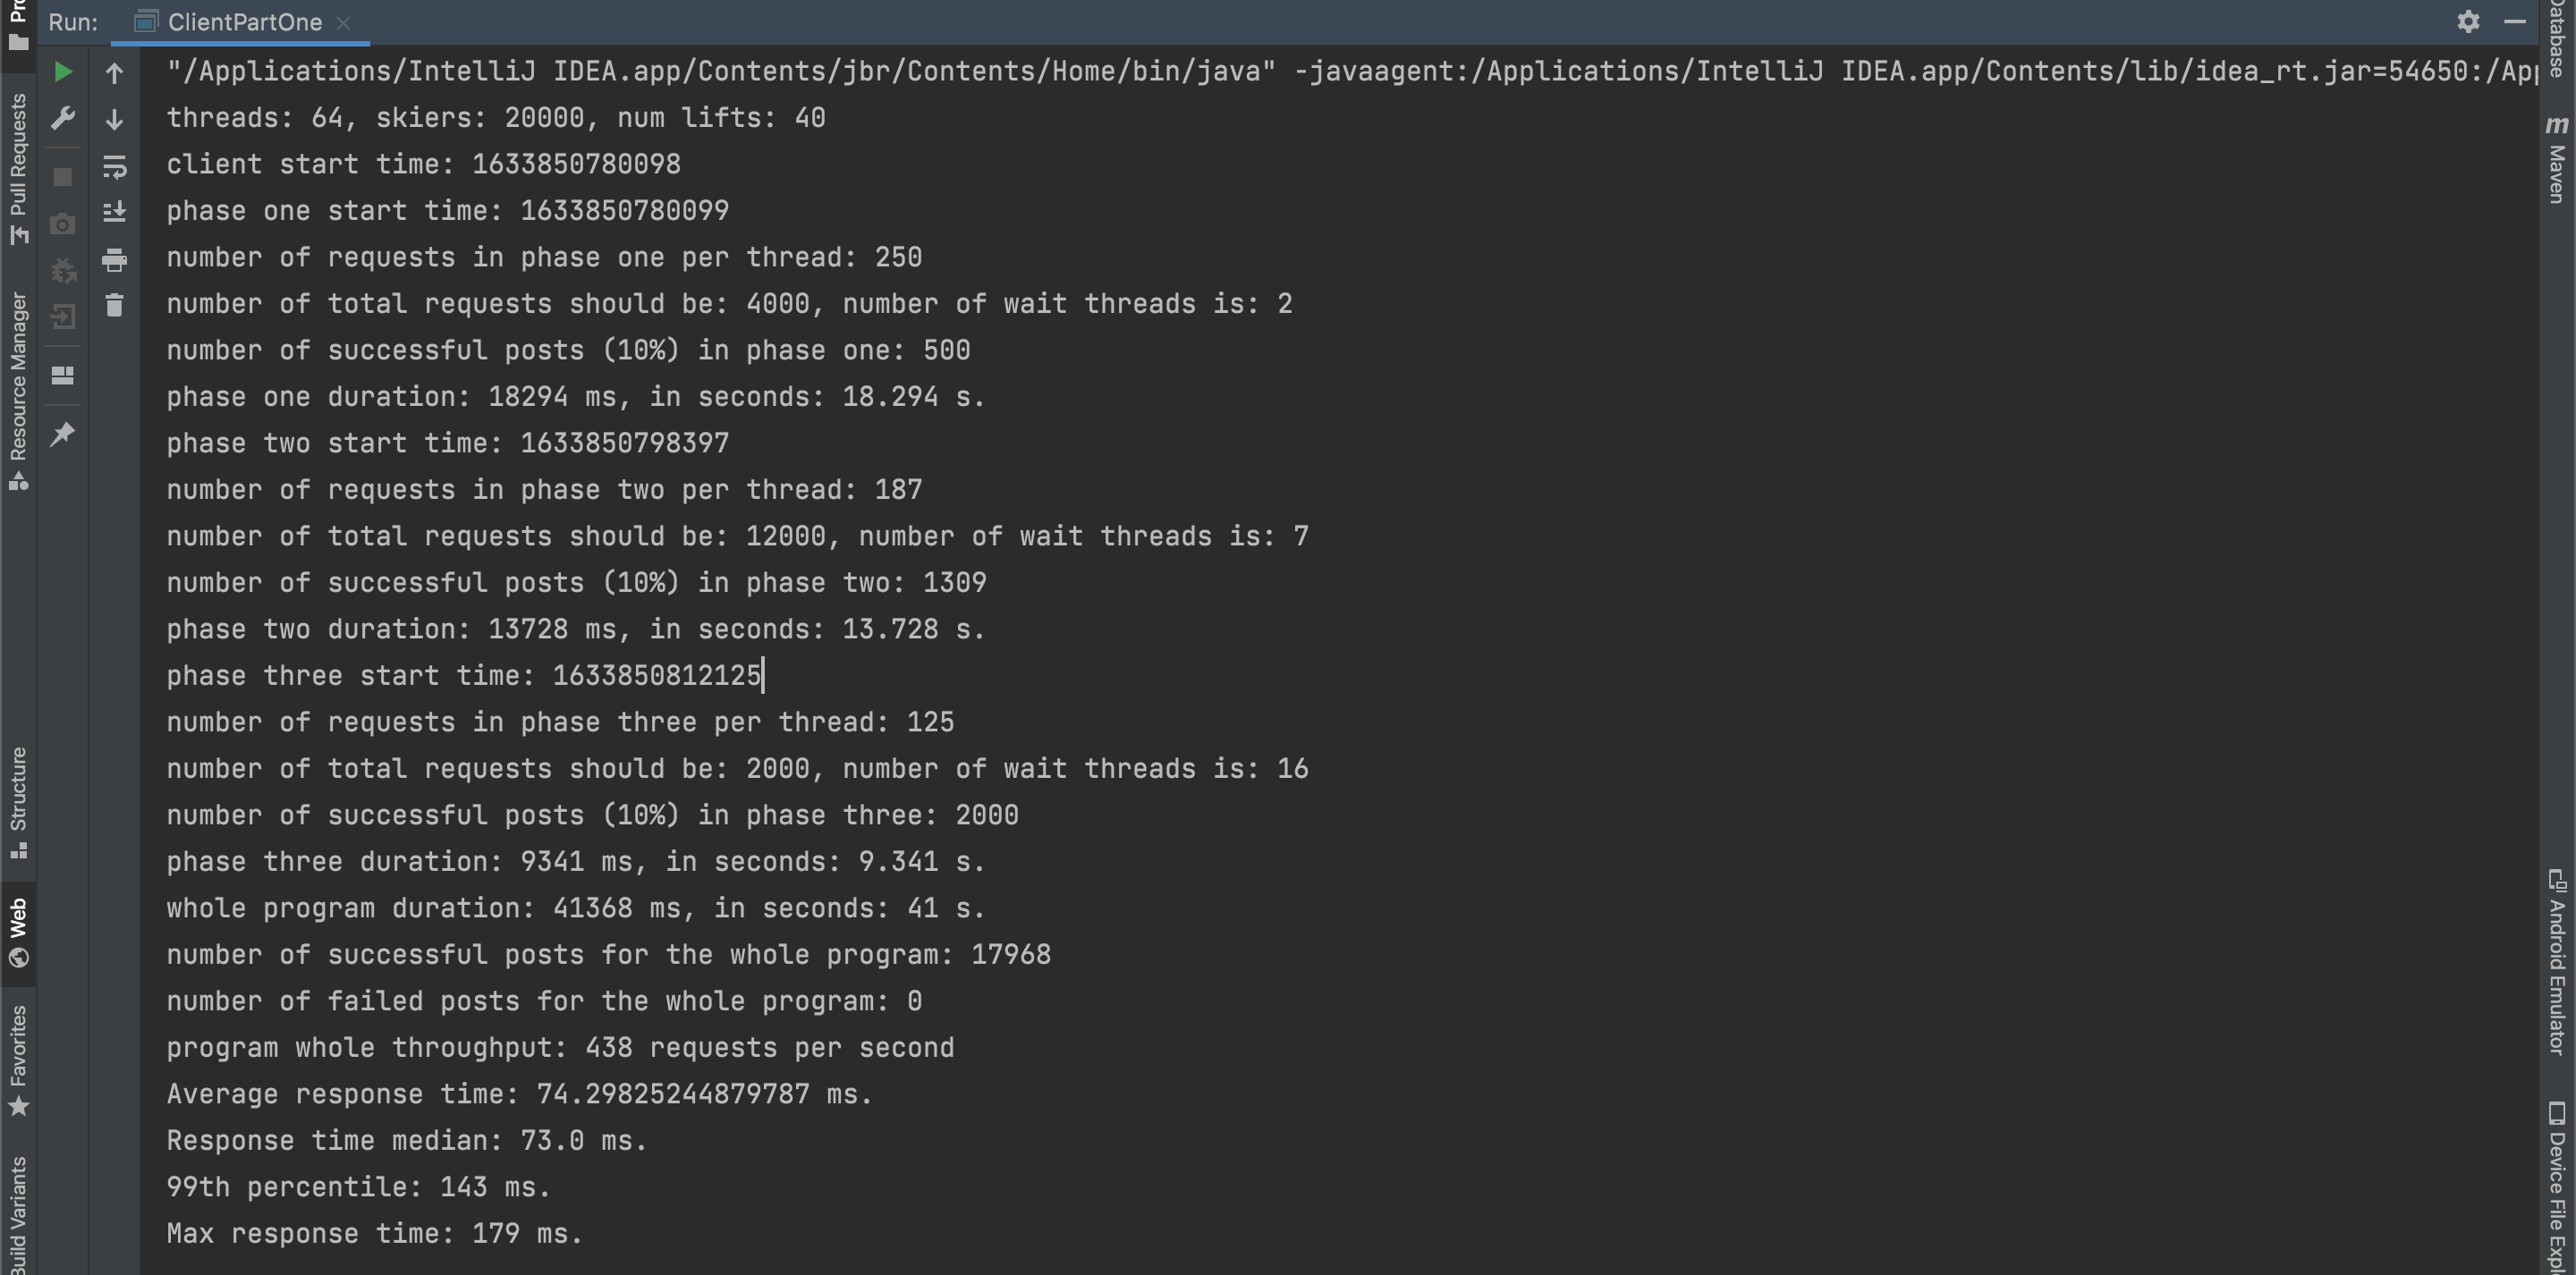 Run: ClientPartOne
"/Applications/IntelliJ IDEA.app/Contents/jbr/Contents/Home/bin/java" -javaagent:/Applications/IntelliJ IDEA.app/Contents/lib/idea_rt.jar=54650:/App
threads: 64, skiers: 20000, num lifts: 40
client start time: 1633850780098
phase one start time: 1633850780099
number of requests in phase one per thread: 250
number of total requests should be: 4000, number of wait threads is: 2
number of successful posts (10%) in phase one: 500
phase one duration: 18294 ms, in seconds: 18.294 s.
phase two start time: 1633850798397
number of requests in phase two per thread: 187
number of total requests should be: 12000, number of wait threads is: 7
number of successful posts (10%) in phase two: 1309
phase two duration: 13728 ms, in seconds: 13.728 s.
phase three start time: 1633850812125
number of requests in phase three per thread: 125
number of total requests should be: 2000, number of wait threads is: 16
number of successful posts (10%) in phase three: 2000
phase three duration: 9341 ms, in seconds: 9.341 s.
whole program duration: 41368 ms, in seconds: 41 s.
number of successful posts for the whole program: 17968
number of failed posts for the whole program: 0
program whole throughput: 438 requests per second
Average response time: 74.29825244879787 ms.
Response time median: 73.0 ms.
99th percentile: 143 ms.
Max response time: 179 ms.
Pull Requests
Resource Manager
Structure
Web
Favorites
Build Variants
Database
m Maven
Android Emulator
Device File Expl